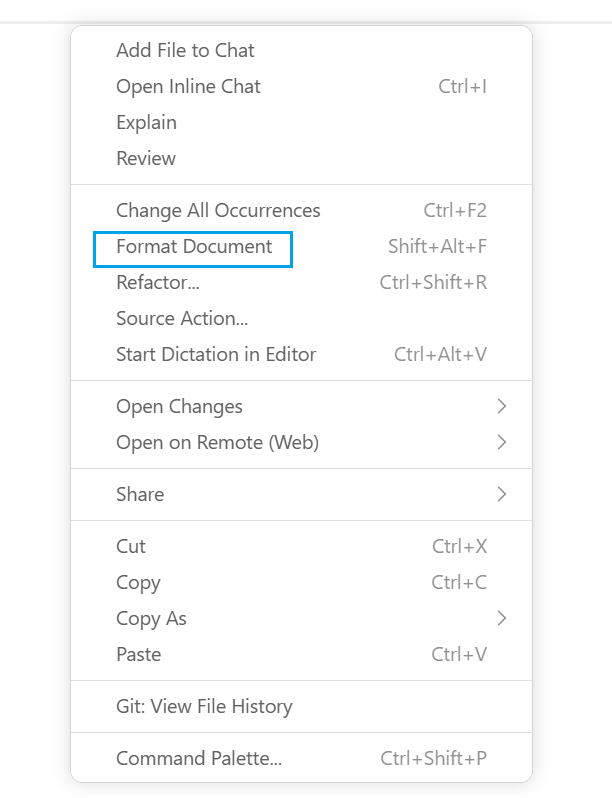 Add File to Chat
Open Inline Chat Ctrl+I
Explain
Review
Change All Occurrences Ctrl+F2
Format Document Shift+Alt+F
Refactor... Ctrl+Shift+R
Source Action...
Start Dictation in Editor Ctrl+Alt+V
Open Changes
Open on Remote (Web)
Share
Cut Ctrl+X
Copy Ctrl+C
Copy As
Paste Ctrl+V
Git: View File History
Command Palette... Ctrl+Shift+P